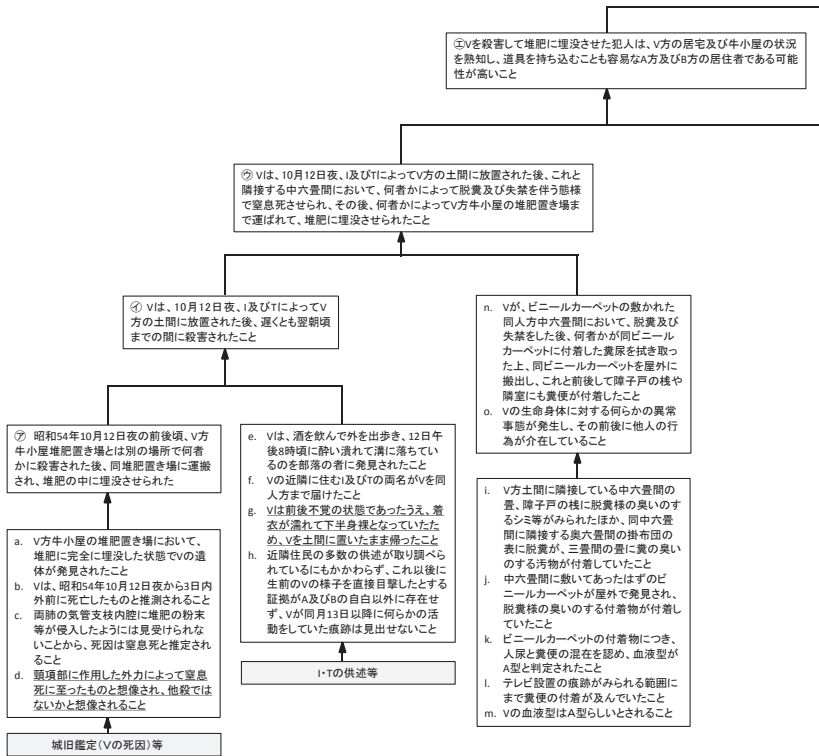 ㋓Vを殺害して堆肥に埋没させた犯人は、V方の居宅及び牛小屋の状況
を熟知し、道具を持ち込むことも容易なA方及びB方の居住者である可能
性が高いこと
㋒ Vは、10月12日夜、I及びTによってV方の土間に放置された後、これと
隣接する中六畳間において、何者かによって脱糞及び失禁を伴う態様
で窒息死させられ、その後、何者かによってV方牛小屋の堆肥置き場ま
で運ばれて、堆肥に埋没させられたこと
㋑ Vは、10月12日夜、I及びTによってV
方の土間に放置された後、遅くとも翌朝頃
までの間に殺害されたこと
n. Vが、ビニールカーペットの敷かれた
同人方中六畳間において、脱糞及び
失禁をした後、何者かが同ビニール
カーペットに付着した糞尿を拭き取っ
た上、同ビニールカーペットを屋外に
搬出し、これと前後して障子戸の桟や
隣室にも糞便が付着したこと
o. Vの生命身体に対する何らかの異常
事態が発生し、その前後に他人の行
為が介在していること
㋐ 昭和54年10月12日夜の前後頃、V方
牛小屋堆肥置き場とは別の場所で何者
かに殺害された後、同堆肥置き場に運搬
され、堆肥の中に埋没させられた
e. Vは、酒を飲んで外を出歩き、12日午
後8時頃に酔い潰れて溝に落ちている
のを部落の者に発見されたこと
f. Vの近隣に住むI及びTの両名がVを同
人方まで届けたこと
g. Vは前後不覚の状態であったうえ、着
衣が濡れて下半身裸となっていたた
め、Vを土間に置いたまま帰ったこと
h. 近隣住民の多数の供述が取り調べら
れているにもかかわらず、これ以後に
生前のVの様子を直接目撃したとする
証拠がA及びBの自白以外に存在せ
ず、Vが同月13日以降に何らかの活
動をしていた痕跡は見出せないこと
I・Tの供述等
a. V方牛小屋の堆肥置き場において、
堆肥に完全に埋没した状態でVの遺
体が発見されたこと
b. Vは、昭和54年10月12日夜から3日内
外前に死亡したものと推測されること
c. 両肺の気管支枝内腔に堆肥の粉末
等が侵入したようには見受けられな
いことから、死因は窒息死と推定され
ること
d. 頸項部に作用した外力によって窒息
死に至ったものと想像され、他殺では
ないかと想像されること
城旧鑑定(Vの死因)等
i. V方土間に隣接している中六畳間の
畳、障子戸の桟に脱糞様の臭いのす
るシミ等がみられたほか、同中六畳間
に隣接する奥六畳間の掛布団の
表に脱糞が、三畳間の畳に糞の臭い
のする汚物が付着していたこと
j. 中六畳間に敷いてあったはずのビ
ニールカーペットが屋外で発見され、
脱糞様の臭いのする付着物が付着し
ていたこと
k. ビニールカーペットの付着物につき、
人尿と糞便の混在を認め、血液型が
A型と判定されたこと
l. テレビ設置の痕跡がみられる範囲に
まで糞便の付着が及んでいたこと
m. Vの血液型はA型らしいとされること